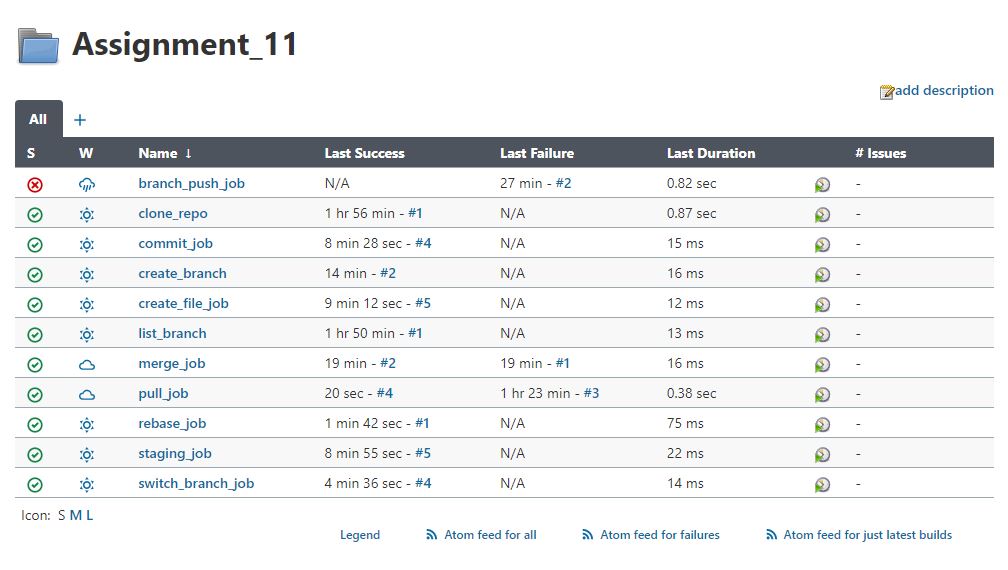 Assignment_11
add description
All +
S W Name ↓ Last Success Last Failure Last Duration # Issues
branch_push_job N/A 27 min - #2 0.82 sec -
clone_repo 1 hr 56 min - #1 N/A 0.87 sec -
commit_job 8 min 28 sec - #4 N/A 15 ms -
create_branch 14 min - #2 N/A 16 ms -
create_file_job 9 min 12 sec - #5 N/A 12 ms -
list_branch 1 hr 50 min - #1 N/A 13 ms -
merge_job 19 min - #2 19 min - #1 16 ms -
pull_job 20 sec - #4 1 hr 23 min - #3 0.38 sec -
rebase_job 1 min 42 sec - #1 N/A 75 ms -
staging_job 8 min 55 sec - #5 N/A 22 ms -
switch_branch_job 4 min 36 sec - #4 N/A 14 ms -
Icon: S M L
Legend Atom feed for all Atom feed for failures Atom feed for just latest builds